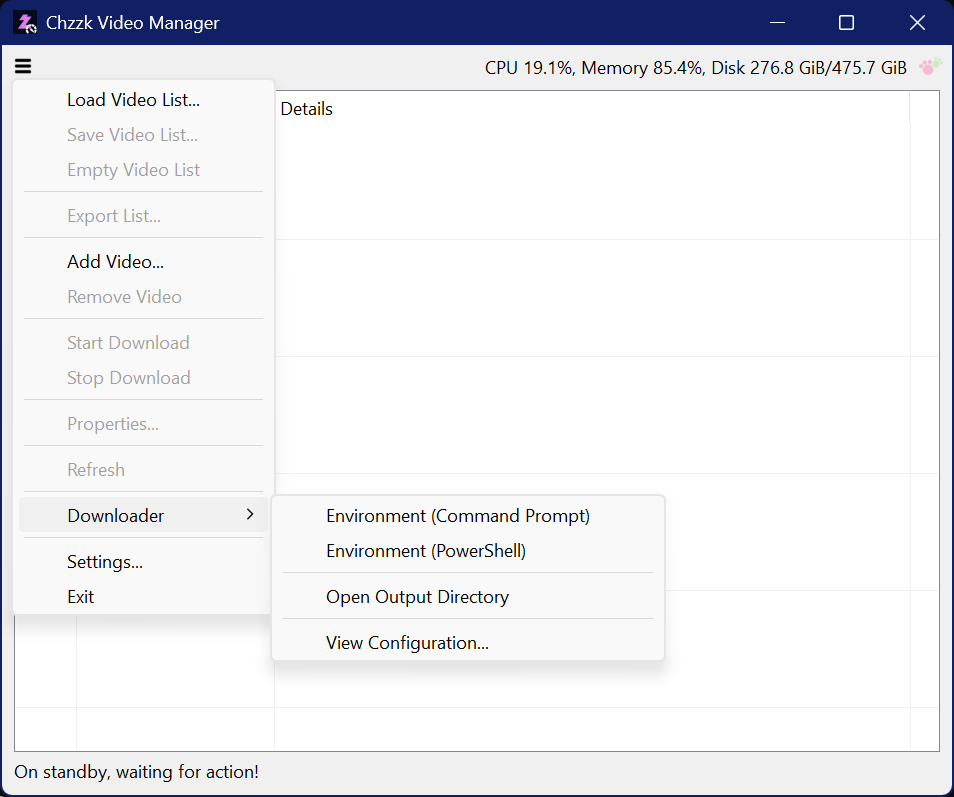 Chzzk Video Manager
CPU 19.1%, Memory 85.4%, Disk 276.8 GiB/475.7 GiB
Load Video List...
Save Video List...
Empty Video List
Export List...
Add Video...
Remove Video
Start Download
Stop Download
Properties...
Refresh
Downloader
Settings...
Exit
Details
Environment (Command Prompt)
Environment (PowerShell)
Open Output Directory
View Configuration...
On standby, waiting for action!